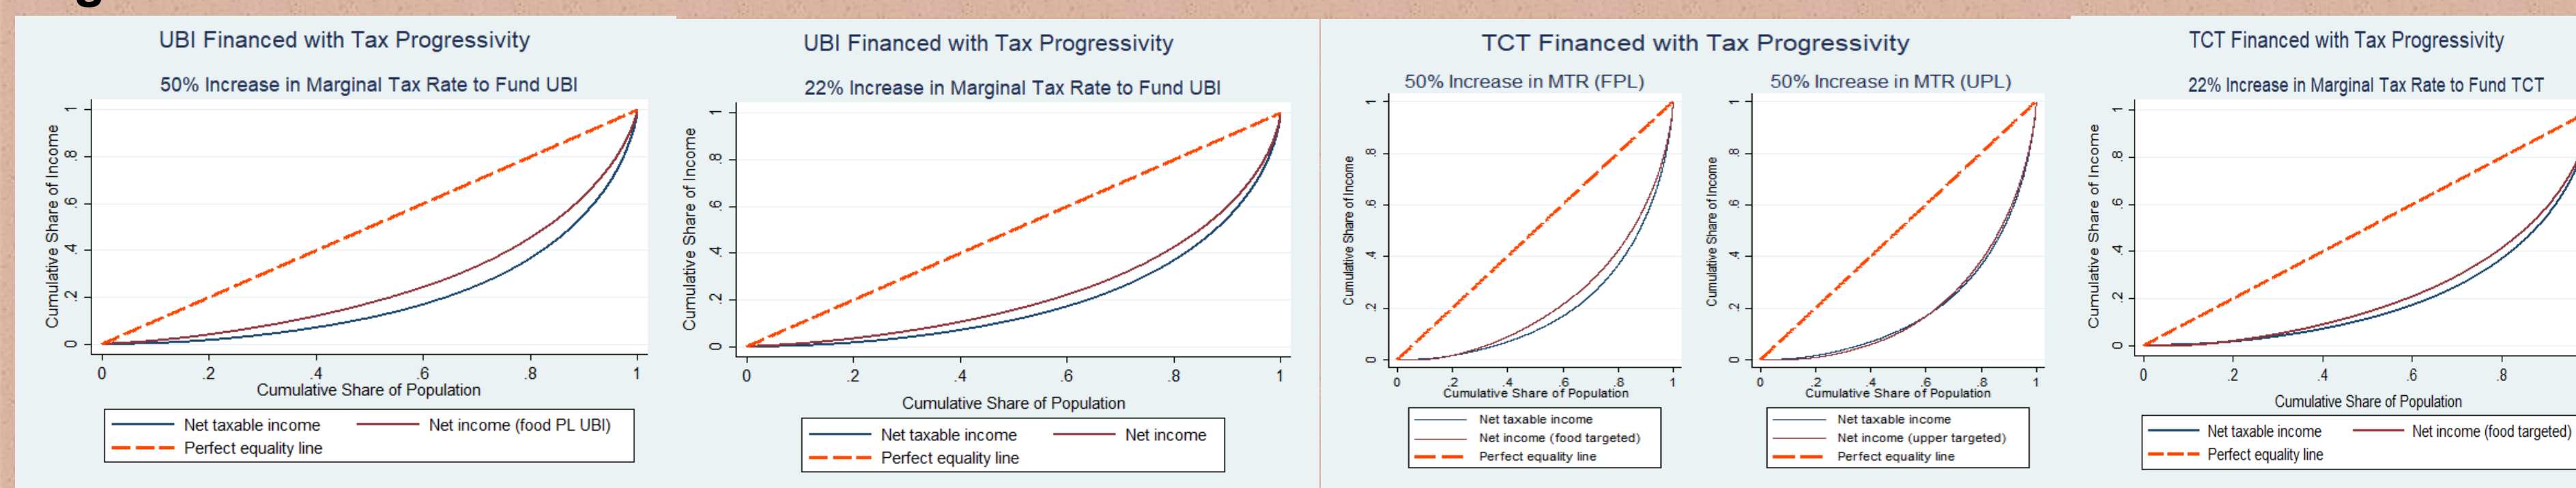 g
UBI Financed with Tax Progressivity
50% Increase in Marginal Tax Rate to Fund UBI
Cumulative Share of Income
1
.8
.6
.4
.2
0
0 .2 .4 .6 .8 1
Cumulative Share of Population
Net taxable income Net income (food PL UBI)
Perfect equality line
UBI Financed with Tax Progressivity
22% Increase in Marginal Tax Rate to Fund UBI
Cumulative Share of Income
1
.8
.6
.4
.2
0
0 .2 .4 .6 .8 1
Cumulative Share of Population
Net taxable income Net income
Perfect equality line
TCT Financed with Tax Progressivity
50% Increase in MTR (FPL)
Cumulative Share of Income
1
.8
.6
.4
.2
0
0 .2 .4 .6 .8 1
Cumulative Share of Population
Net taxable income
Net income (food targeted)
Perfect equality line
50% Increase in MTR (UPL)
Cumulative Share of Income
1
.8
.6
.4
.2
0
0 .2 .4 .6 .8 1
Cumulative Share of Population
Net taxable income
Net income (upper targeted)
Perfect equality line
TCT Financed with Tax Progressivity
22% Increase in Marginal Tax Rate to Fund TCT
Cumulative Share of Income
1
.8
.6
.4
.2
0
0 .2 .4 .6 .8
Cumulative Share of Population
Net taxable income Net income (food targeted)
Perfect equality line